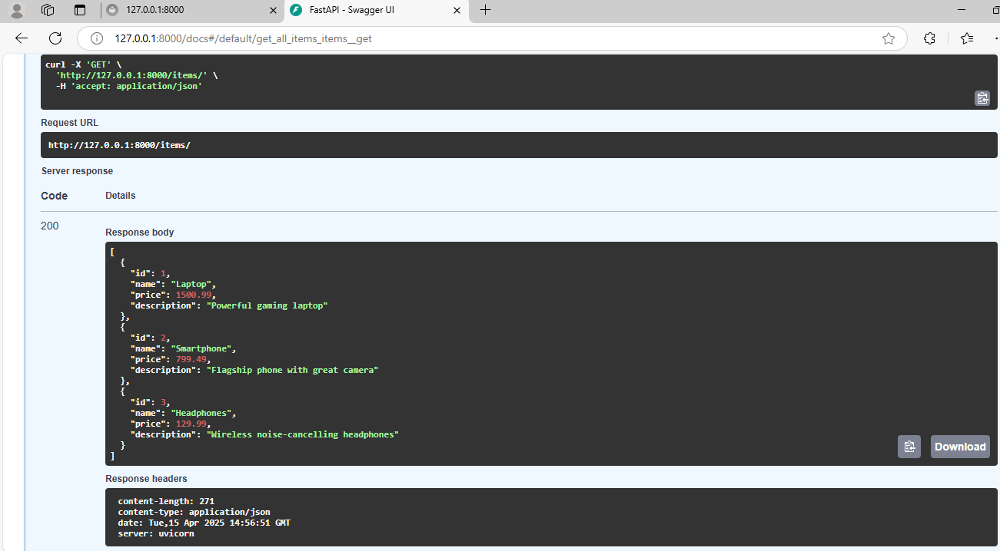 127.0.0.1:8000
FastAPI - Swagger UI
127.0.0.1:8000/docs#/default/get_all_items_items__get
curl -X 'GET' \
  'http://127.0.0.1:8000/items/' \
  -H 'accept: application/json'
Request URL
http://127.0.0.1:8000/items/
Server response
Code Details
200
Response body
[
  {
    "id": 1,
    "name": "Laptop",
    "price": 1500.99,
    "description": "Powerful gaming laptop"
  },
  {
    "id": 2,
    "name": "Smartphone",
    "price": 799.49,
    "description": "Flagship phone with great camera"
  },
  {
    "id": 3,
    "name": "Headphones",
    "price": 129.99,
    "description": "Wireless noise-cancelling headphones"
  }
]
Download
Response headers
content-length: 271
content-type: application/json
date: Tue,15 Apr 2025 14:56:51 GMT
server: uvicorn